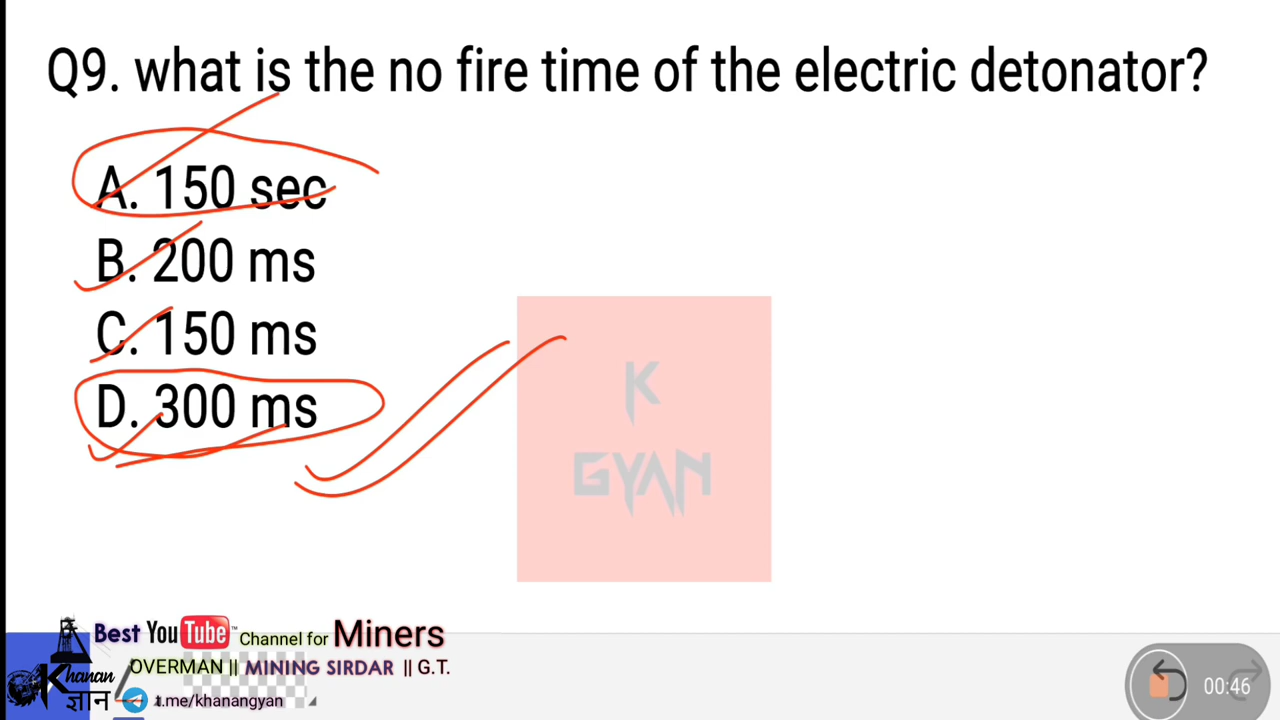 Q9. what is the no fire time of the electric detonator?
A. 150 sec
B. 200 ms
C. 150 ms
D. 300 ms
K
GYAN
Best YouTube Channel for Miners
OVERMAN || MINING SIRDAR || G.T.
Khanan
ज्ञान
t.me/khanangyan
00:46